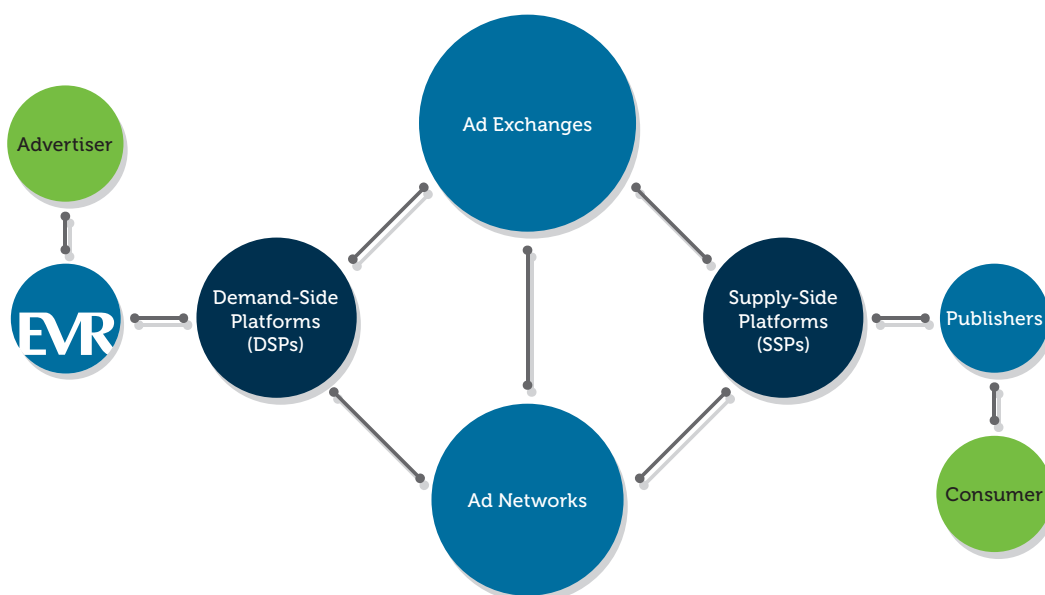 Ad Exchanges
Advertiser
EVR
Demand-Side
Platforms
(DSPs)
Supply-Side
Platforms
(SSPs)
Publishers
Ad Networks
Consumer